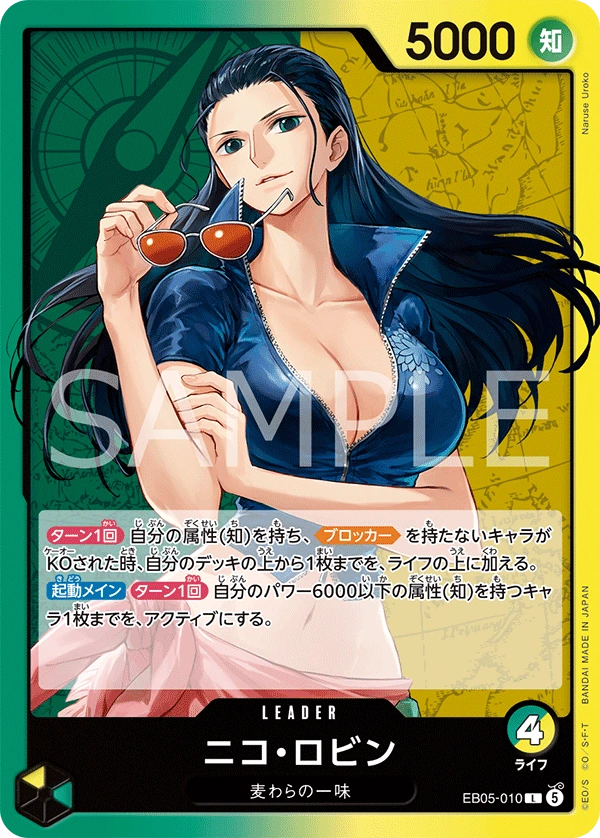 5000 知
Naruse Uroko
SAMPLE
ターン1回 自分の属性(知)を持ち、ブロッカーを持たないキャラが
KOされた時、自分のデッキの上から1枚までを、ライフの上に加える。
起動メイン ターン1回 自分のパワー6000以下の属性(知)を持つキャ
ラ1枚までを、アクティブにする。
LEADER
ニコ・ロビン
麦わらの一味
4
ライフ
EB05-010 L 5
©E.O/S ©O/S・F・T BANDAI MADE IN JAPAN